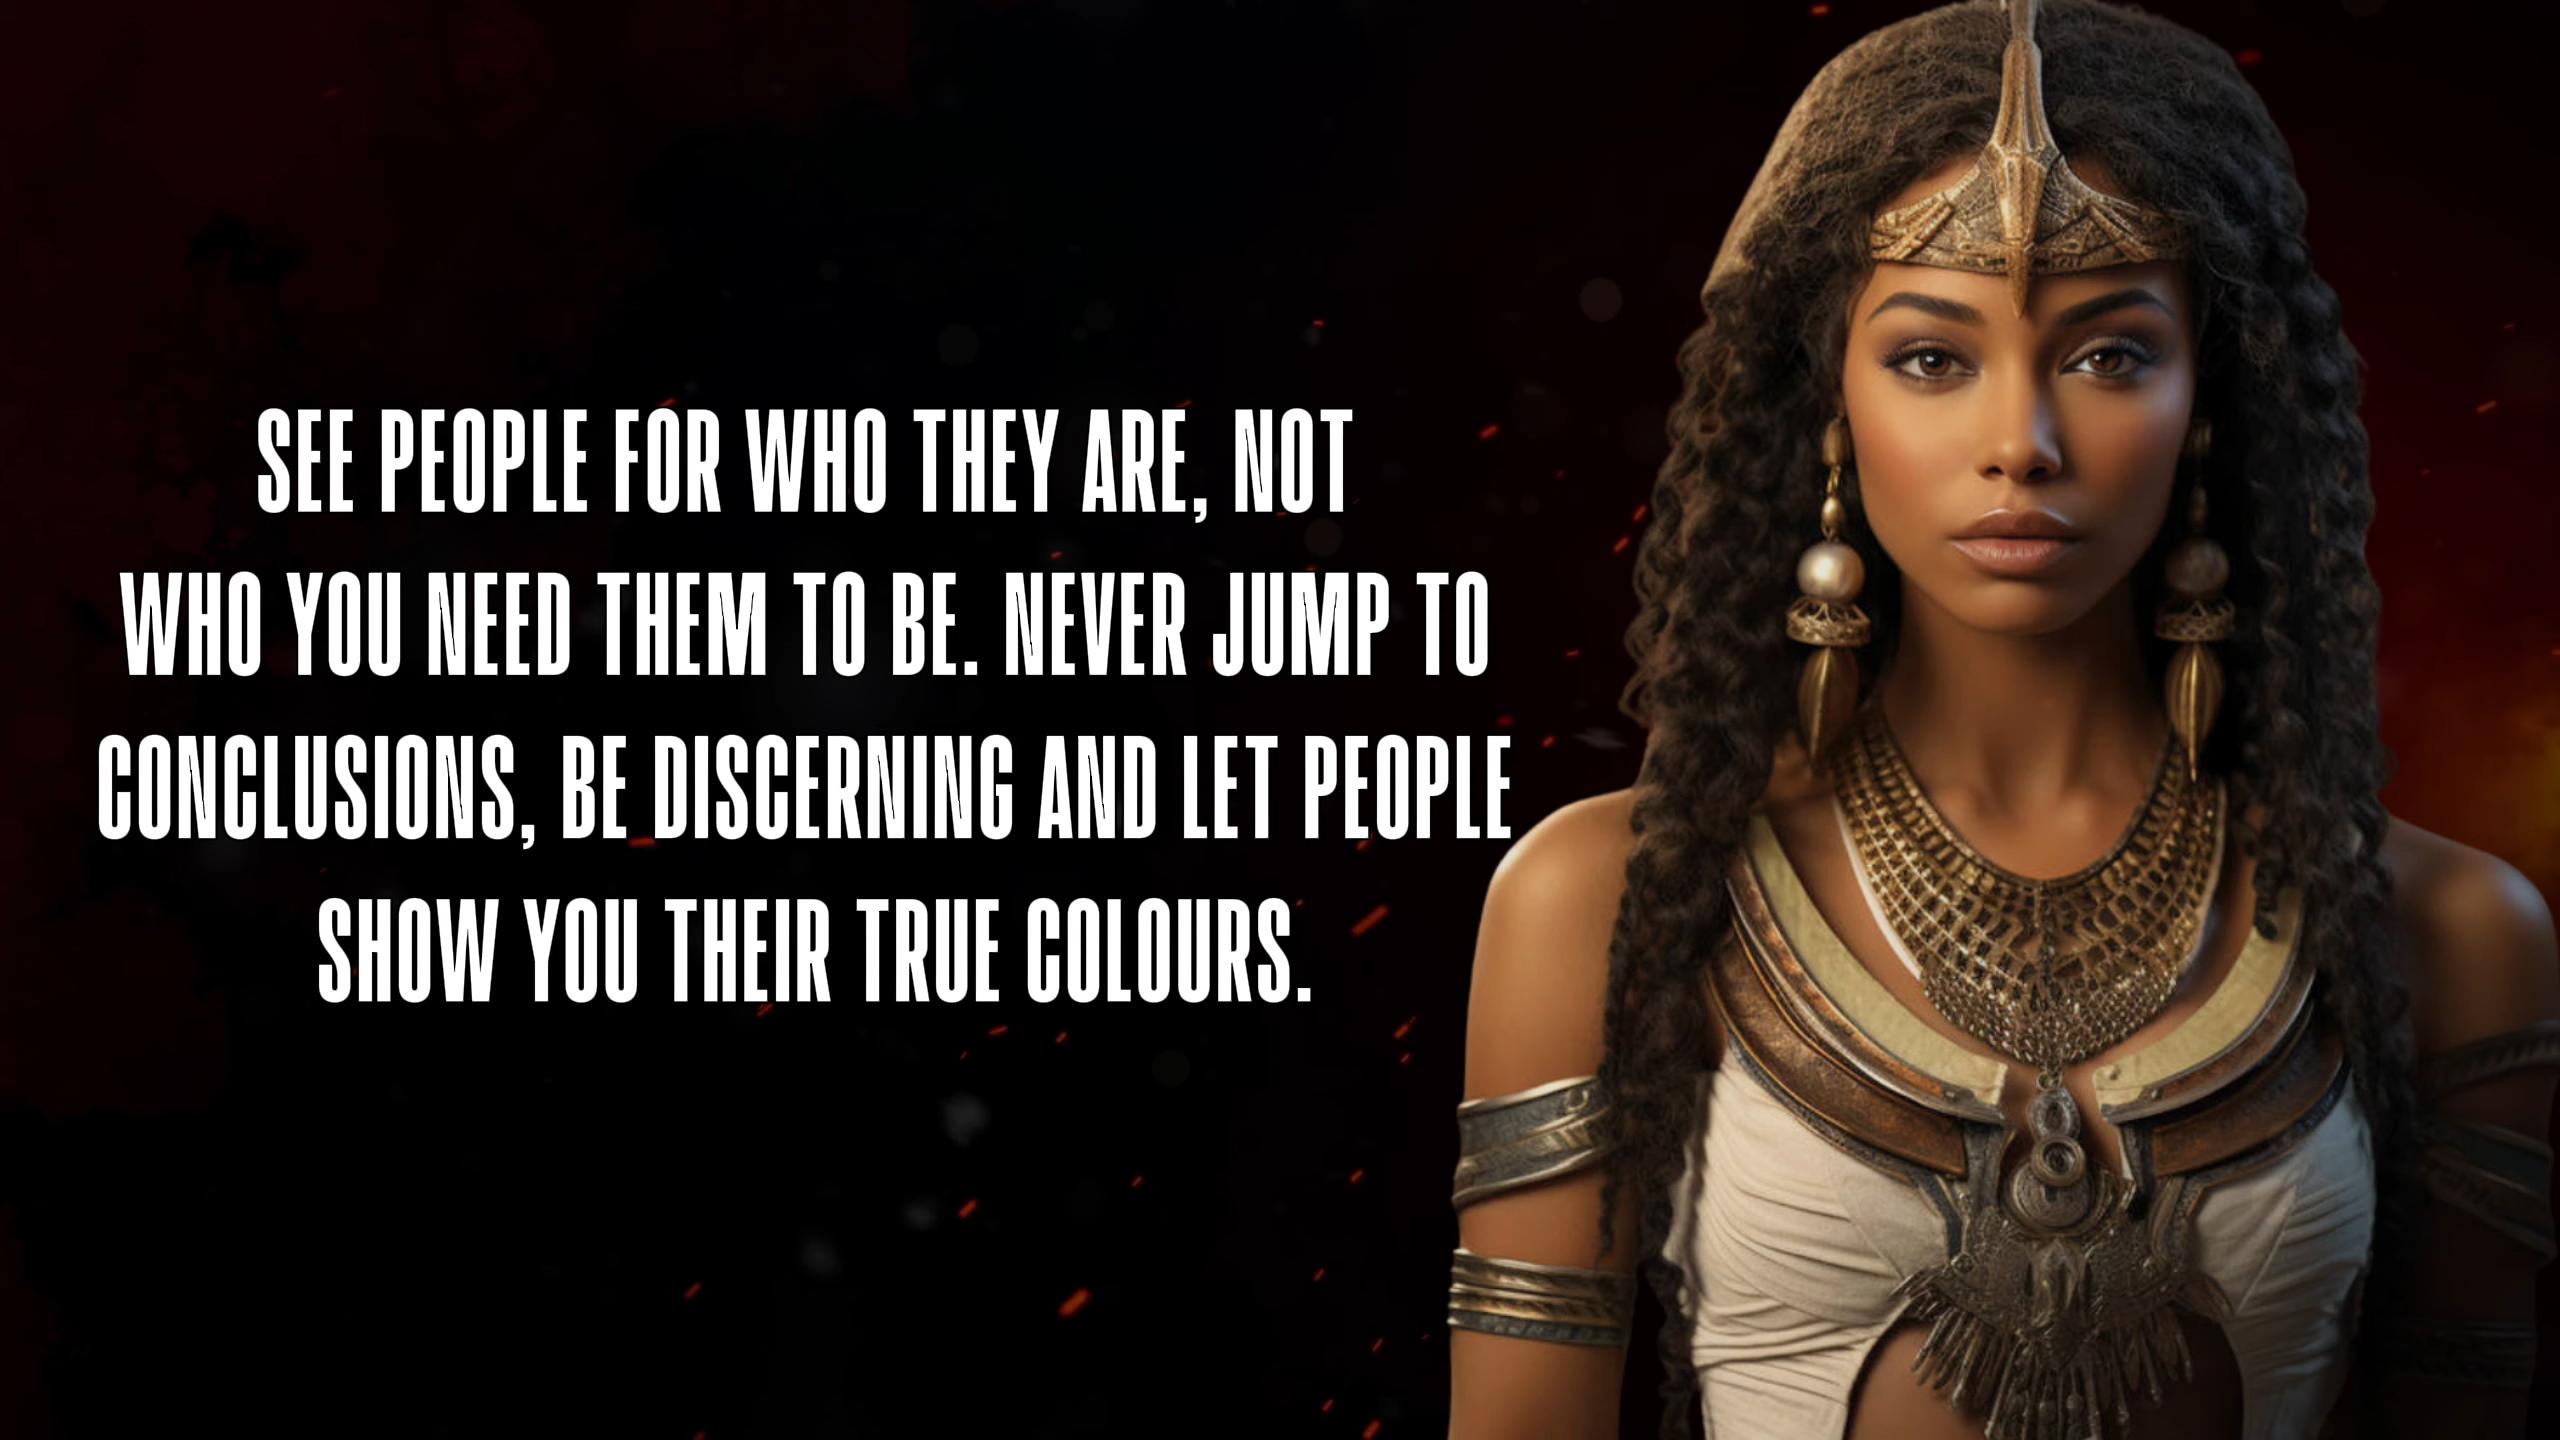 SEE PEOPLE FOR WHO THEY ARE, NOT
WHO YOU NEED THEM TO BE. NEVER JUMP TO
CONCLUSIONS, BE DISCERNING AND LET PEOPLE
SHOW YOU THEIR TRUE COLOURS.